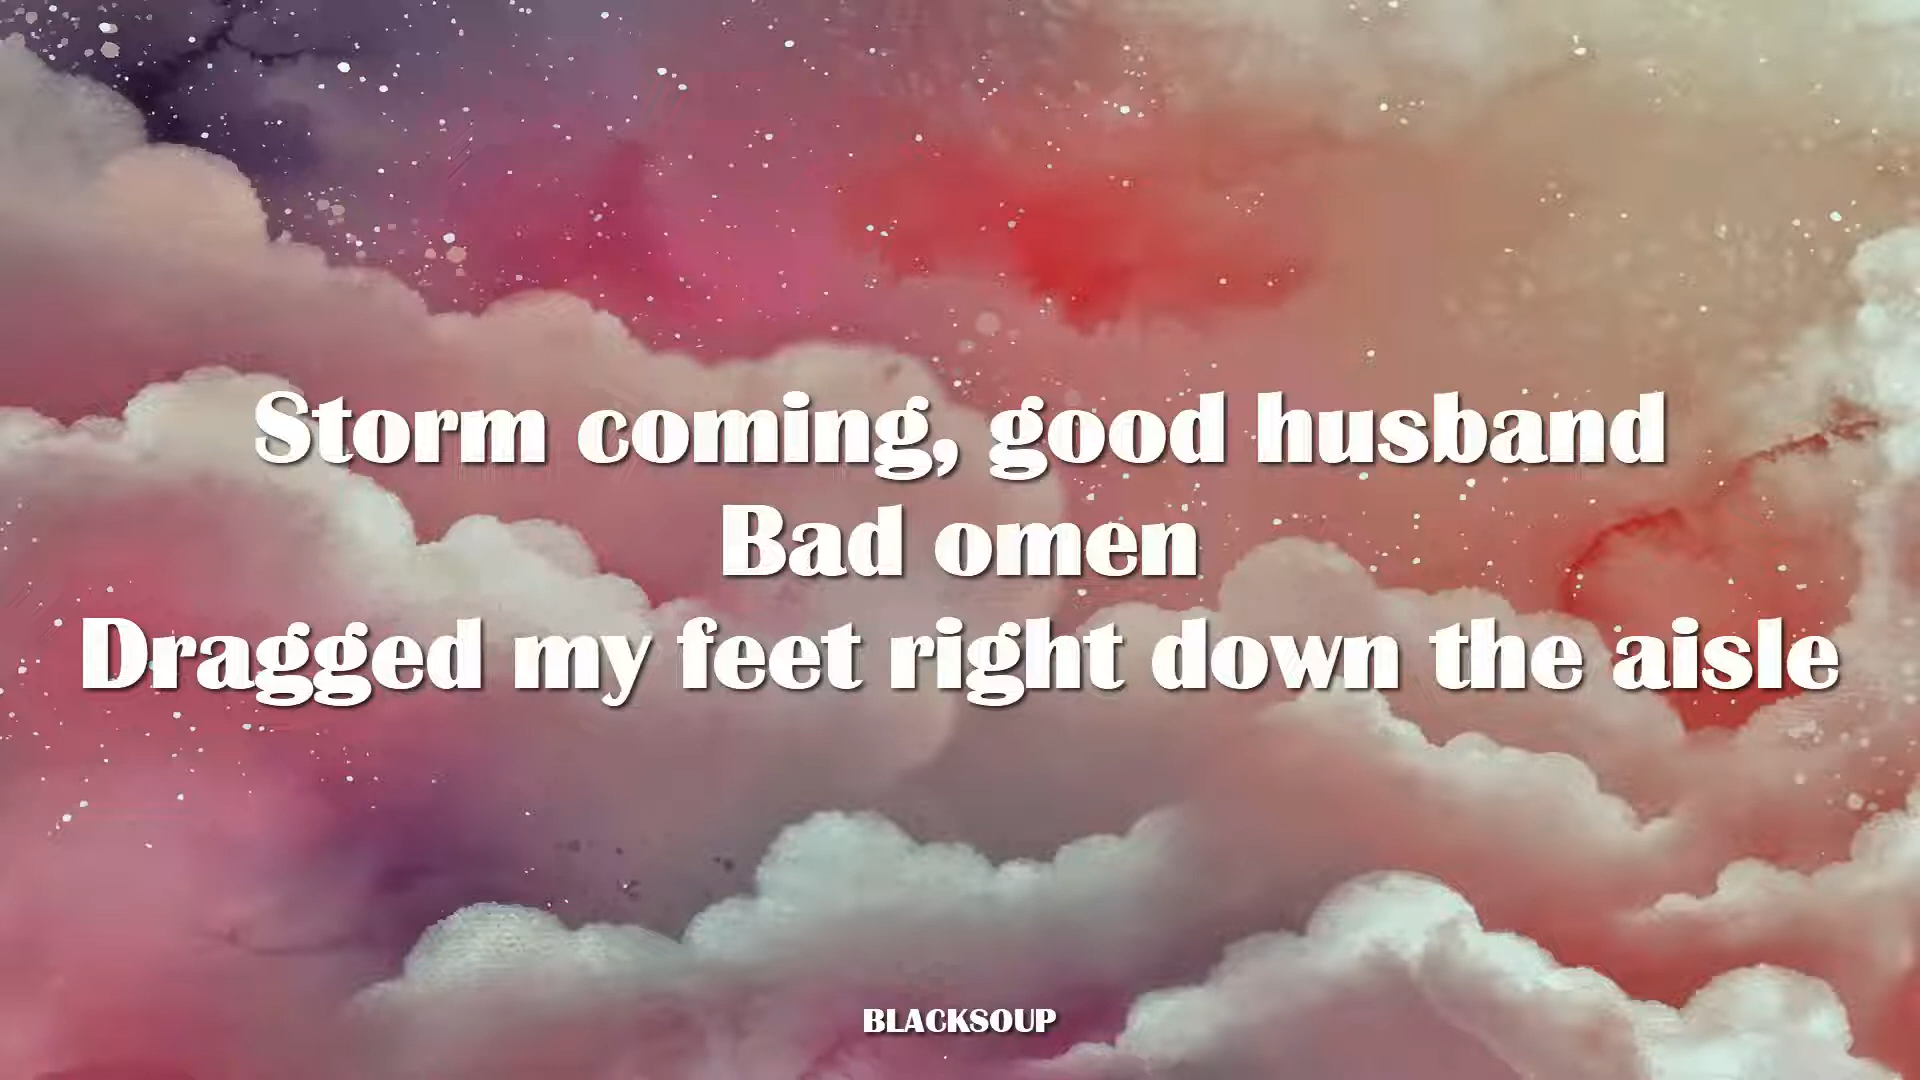 Storm coming, good husband
Bad omen
Dragged my feet right down the aisle
BLACKSOUP